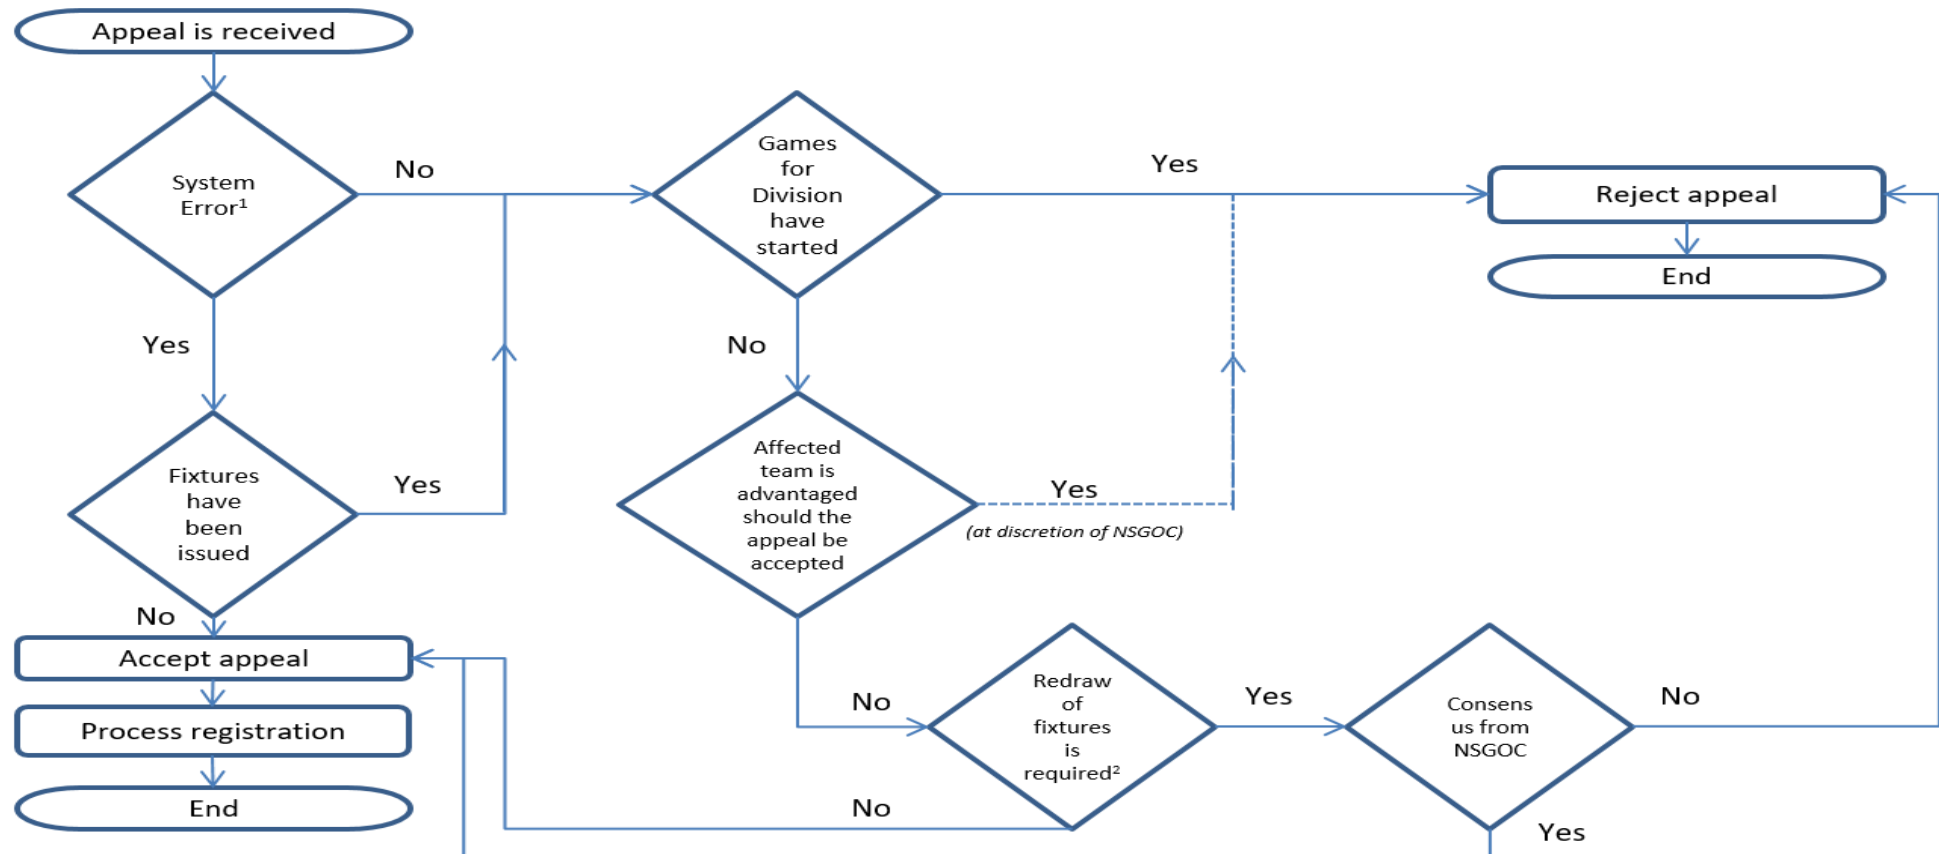 Appeal is received
System
Error¹
No
Games
for
Division
have
started
Yes
Reject appeal
End
Yes
No
Fixtures
have
been
issued
Yes
Affected
team is
advantaged
should the
appeal be
accepted
Yes
(at discretion of NSGOC)
No
Accept appeal
Process registration
End
No
Redraw
of
fixtures
is
required²
Yes
Consens
us from
NSGOC
No
No
Yes